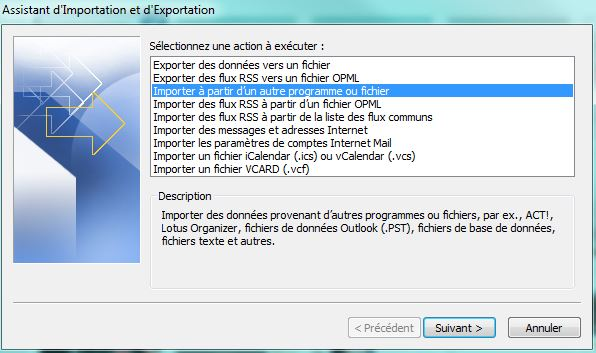 Assistant d'Importation et d'Exportation
Sélectionnez une action à exécuter :
Exporter des données vers un fichier
Exporter des flux RSS vers un fichier OPML
Importer à partir d'un autre programme ou fichier
Importer des flux RSS à partir d'un fichier OPML
Importer des flux RSS à partir de la liste des flux communs
Importer des messages et adresses Internet
Importer les paramètres de comptes Internet Mail
Importer un fichier iCalendar (.ics) ou vCalendar (.vcs)
Importer un fichier VCARD (.vcf)
Description
Importer des données provenant d'autres programmes ou fichiers, par ex., ACT!,
Lotus Organizer, fichiers de données Outlook (.PST), fichiers de base de données,
fichiers texte et autres.
< Précédent
Suivant >
Annuler